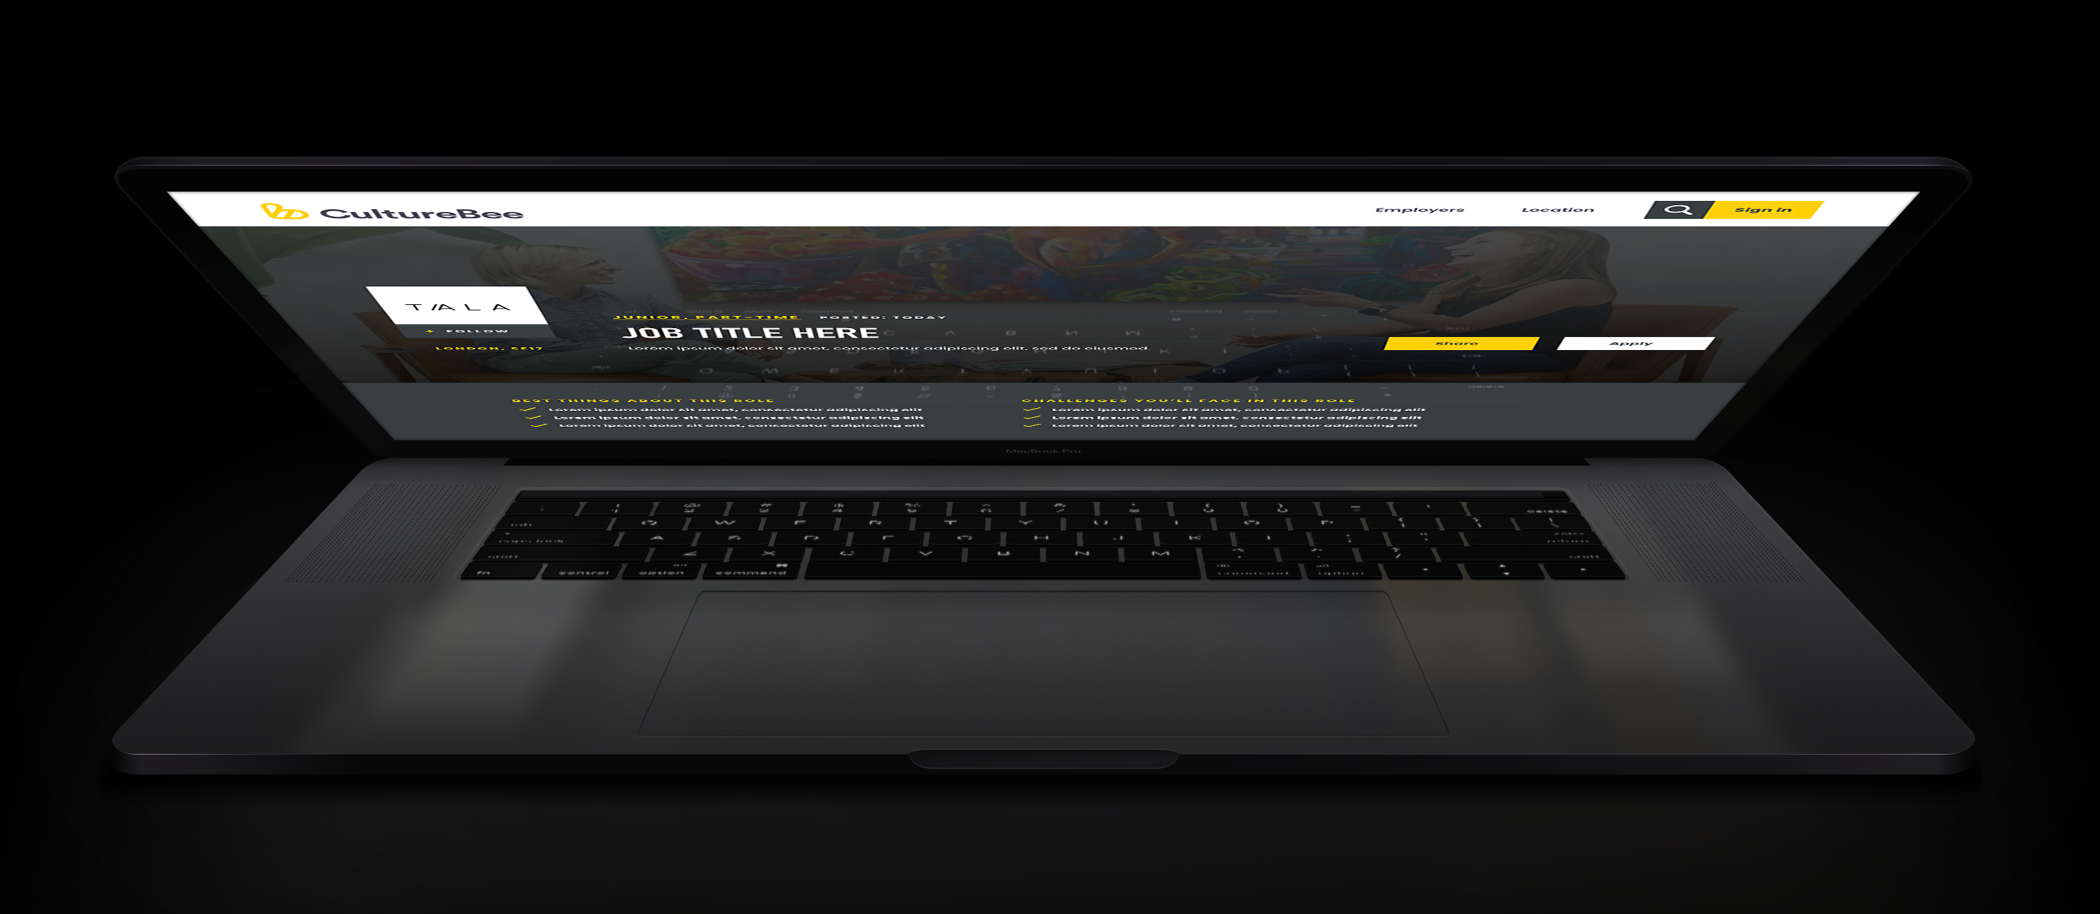 CultureBee
Employers
Location
Sign in
TALA
+ FOLLOW
LONDON, SE17
JUNIOR, PART-TIME
POSTED: TODAY
JOB TITLE HERE
Lorem ipsum dolor sit amet, consectetur adipiscing elit, sed do eiusmod.
Share
Apply
BEST THINGS ABOUT THIS ROLE
Lorem ipsum dolor sit amet, consectetur adipiscing elit
Lorem ipsum dolor sit amet, consectetur adipiscing elit
Lorem ipsum dolor sit amet, consectetur adipiscing elit
CHALLENGES YOU'LL FACE IN THIS ROLE
Lorem ipsum dolor sit amet, consectetur adipiscing elit
Lorem ipsum dolor sit amet, consectetur adipiscing elit
Lorem ipsum dolor sit amet, consectetur adipiscing elit
MacBook Pro
Q W E R T Y U I O P
delete
A S D F G H J K L
return
shift Z X C V B N M shift
fn control option command command option